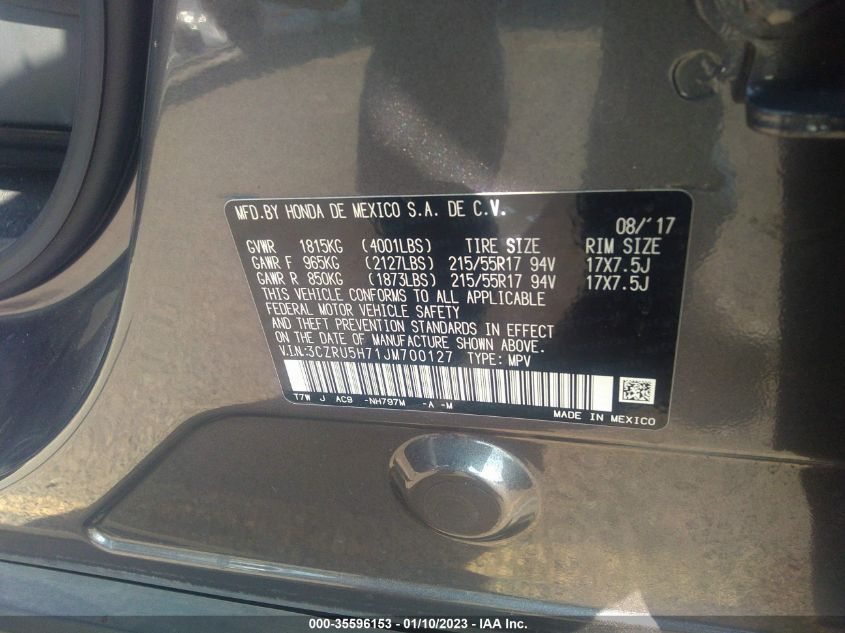 MFD.BY HONDA DE MEXICO S.A. DE C.V.
08/'17
GVWR 1815KG (4001LBS) TIRE SIZE RIM SIZE
GAWR F 965KG (2127LBS) 215/55R17 94V 17X7.5J
GAWR R 850KG (1873LBS) 215/55R17 94V 17X7.5J
THIS VEHICLE CONFORMS TO ALL APPLICABLE
FEDERAL MOTOR VEHICLE SAFETY
AND THEFT PREVENTION STANDARDS IN EFFECT
ON THE DATE OF MANUFACTURE SHOWN ABOVE.
V.IN:3CZRU5H71JM700127 TYPE: MPV
T7W J AC9 -NH797M -A -M
MADE IN MEXICO
000-35596153 - 01/10/2023 - IAA Inc.